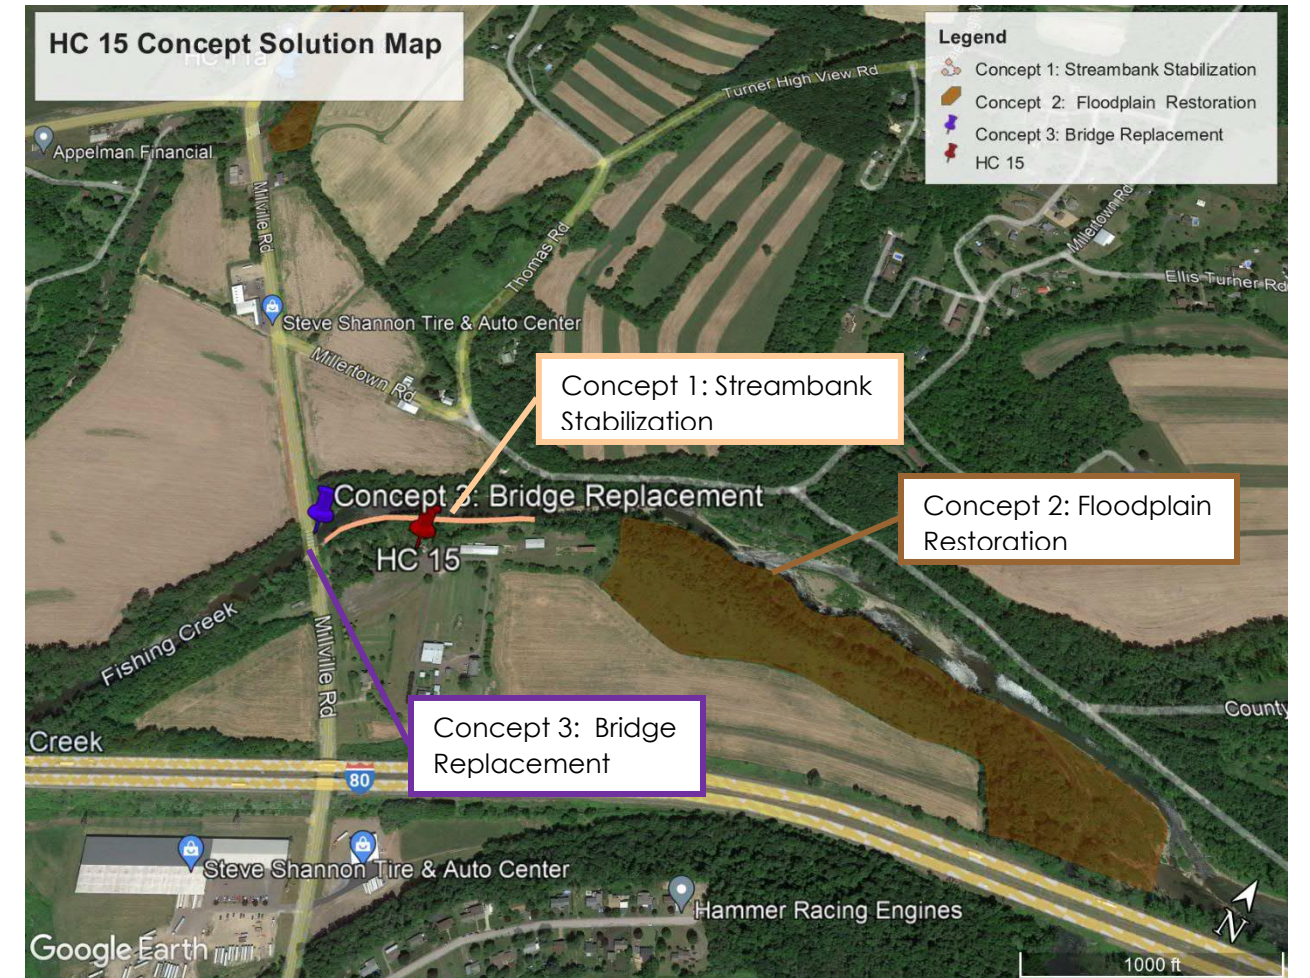 HC 15 Concept Solution Map
Legend
Concept 1: Streambank Stabilization
Concept 2: Floodplain Restoration
Concept 3: Bridge Replacement
HC 15
HC 11a
Turner High View Rd
Appelman Financial
Millville Rd
Thomas Rd
Millertown Rd
Ellis Turner Rd
Steve Shannon Tire & Auto Center
Millertown Rd
Concept 1: Streambank
Stabilization
Concept 3: Bridge Replacement
Concept 2: Floodplain
Restoration
HC 15
Fishing Creek
Millville Rd
Concept 3: Bridge
Replacement
County
Creek
80
Steve Shannon Tire & Auto Center
Hammer Racing Engines
N
Google Earth
1000 ft